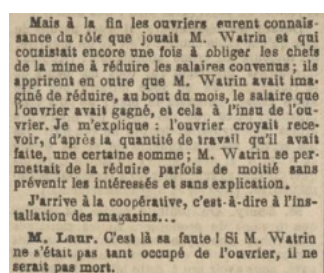 Mais à la fin les ouvriers eurent connais-
sance du rôle que jouait M. Watrin et qui
consistait encore une fois à obliger les chefs
de la mine à réduire les salaires convenus ; ils
apprirent en outre que M. Watrin avait ima-
giné de réduire, au bout du mois, le salaire que
l'ouvrier avait gagné, et cela à l'insu de l'ou-
vrier. Je m'explique : l'ouvrier croyait rece-
voir, d'après la quantité de travail qu'il avait
faite, une certaine somme ; M. Watrin se per-
mettait de la réduire parfois de moitié sans
prévenir les intéressés et sans explication.
J'arrive à la coopérative, c'est-à-dire à l'ins-
tallation des magasins...
M. Laur. C'est là sa faute ! Si M. Watrin
ne s'était pas tant occupé de l'ouvrier, il ne
serait pas mort.